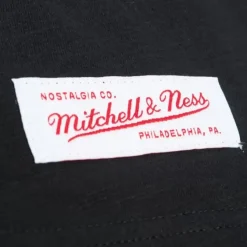 NOSTALGIA CO.
Mitchell & Ness
PHILADELPHIA, PA.